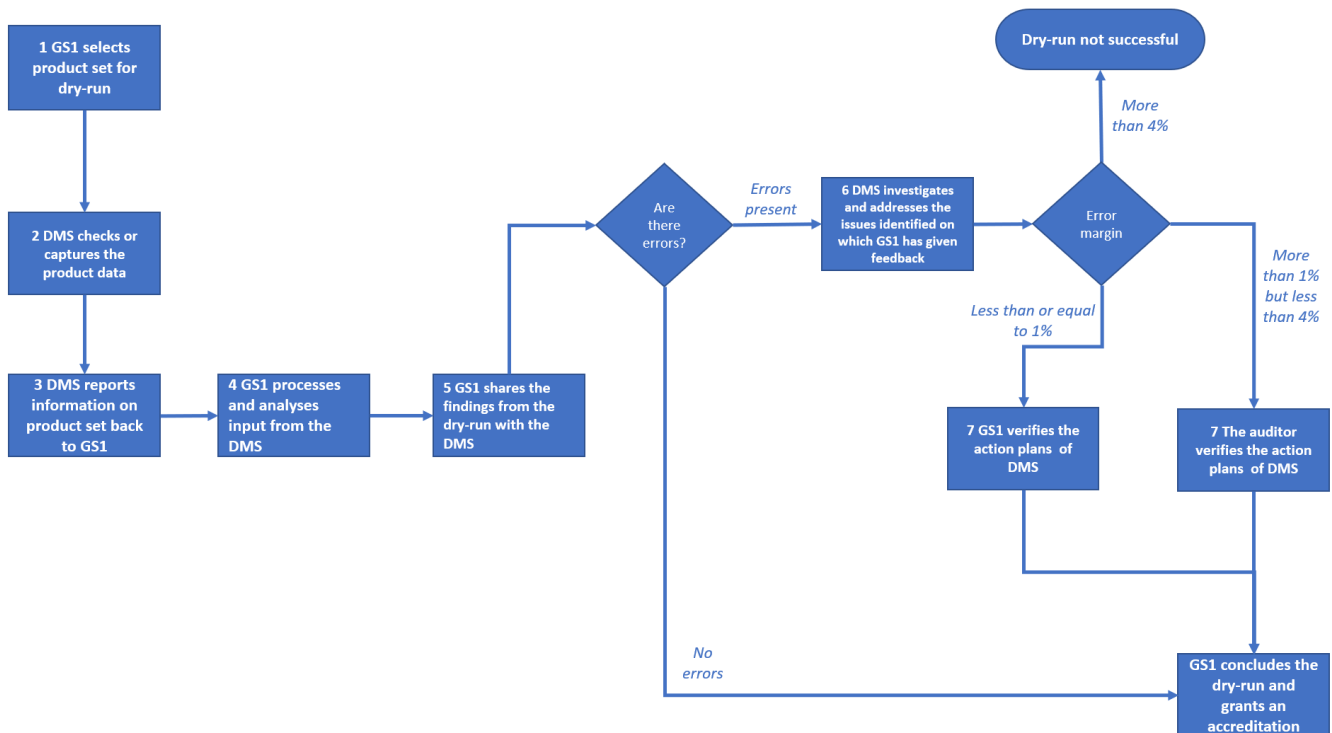 1 GS1 selects
product set for
dry-run
2 DMS checks or
captures the
product data
3 DMS reports
information on
product set back
to GS1
4 GS1 processes
and analyses
input from the
DMS
5 GS1 shares the
findings from the
dry-run with the
DMS
Are
there
errors?
Errors
present
No
errors
6 DMS investigates
and addresses the
issues identified on
which GS1 has given
feedback
Error
margin
More
than 4%
Dry-run not successful
Less than or equal
to 1%
More
than 1%
but less
than 4%
7 GS1 verifies the
action plans of
DMS
7 The auditor
verifies the action
plans of DMS
GS1 concludes the
dry-run and
grants an
accreditation